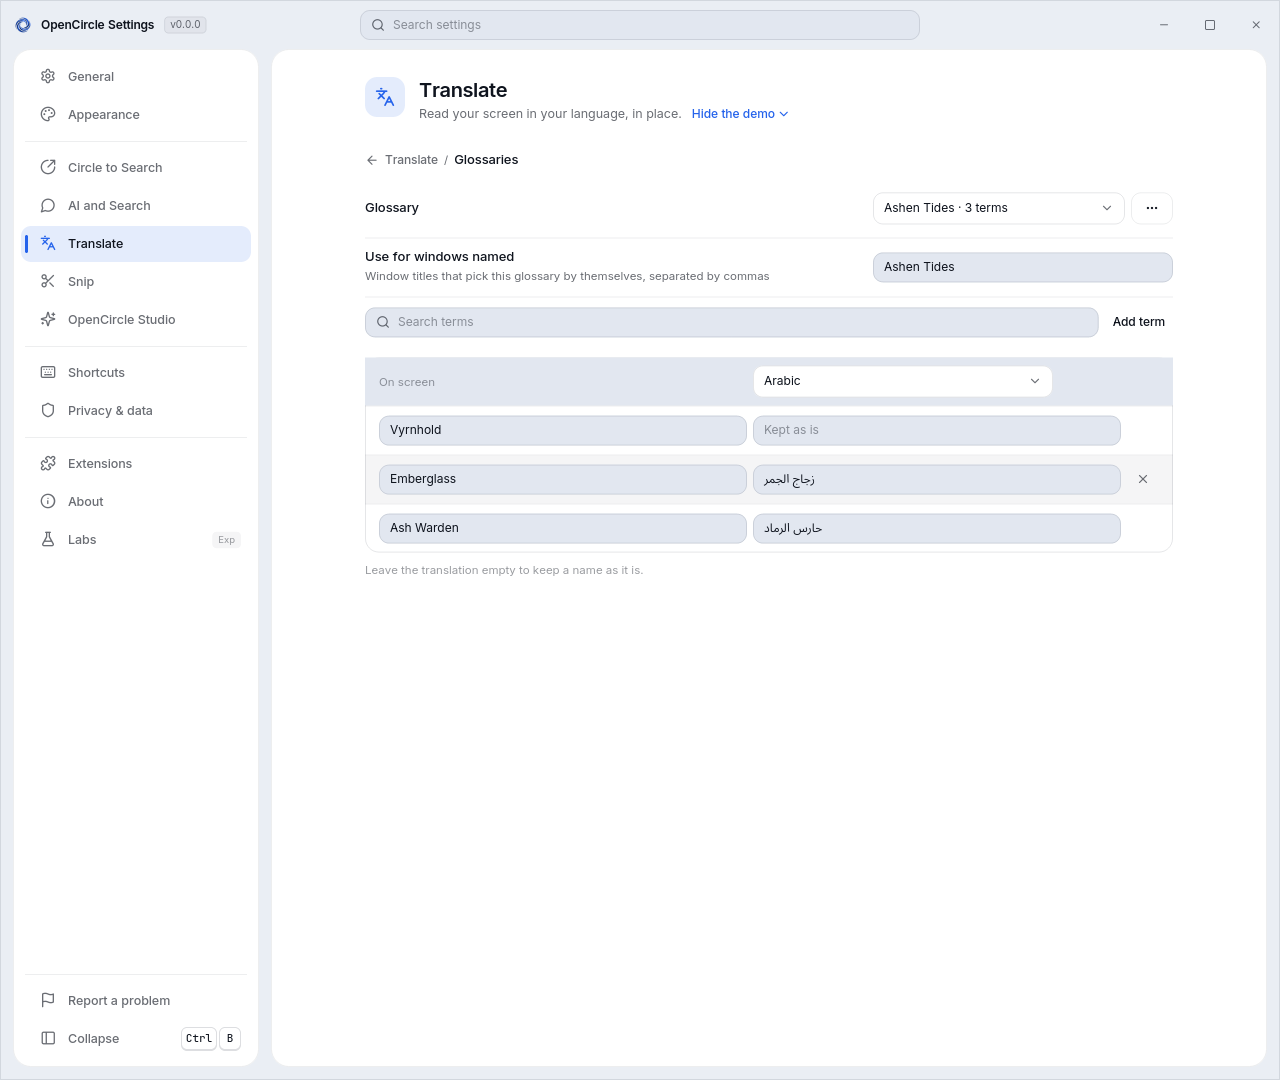 OpenCircle Settings v0.0.0
Search settings
General
Appearance
Circle to Search
AI and Search
Translate
Snip
OpenCircle Studio
Shortcuts
Privacy & data
Extensions
About
Labs Exp
Report a problem
Collapse Ctrl B
Translate
Read your screen in your language, in place. Hide the demo
Translate / Glossaries
Glossary Ashen Tides · 3 terms
Use for windows named
Window titles that pick this glossary by themselves, separated by commas
Ashen Tides
Search terms Add term
On screen Arabic
Vyrnhold Kept as is
Emberglass زجاج الجمر
Ash Warden حارس الرماد
Leave the translation empty to keep a name as it is.